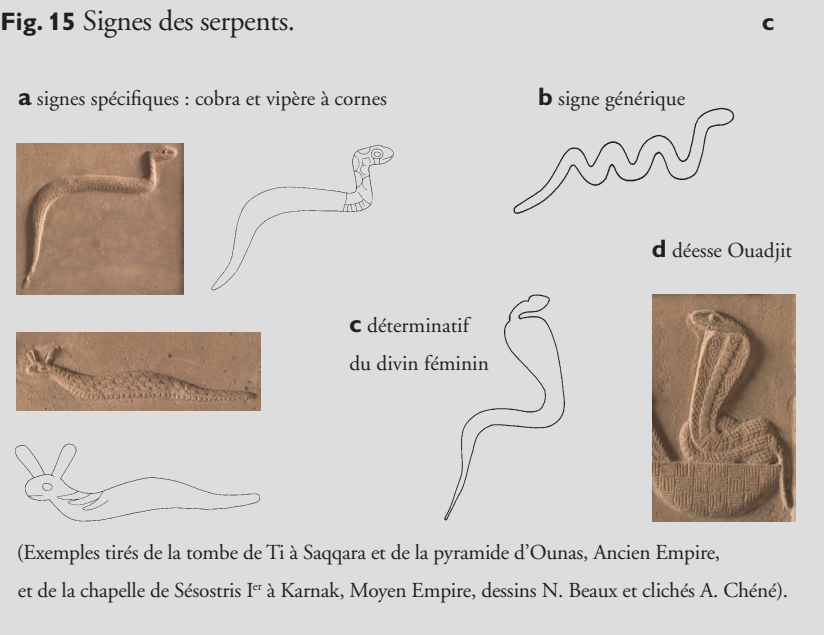 Fig. 15 Signes des serpents.
c
a signes spécifiques : cobra et vipère à cornes
b signe générique
d déesse Ouadjit
c déterminatif
du divin féminin
(Exemples tirés de la tombe de Ti à Saqqara et de la pyramide d’Ounas, Ancien Empire,
et de la chapelle de Sésostris Ier à Karnak, Moyen Empire, dessins N. Beaux et clichés A. Chéné).